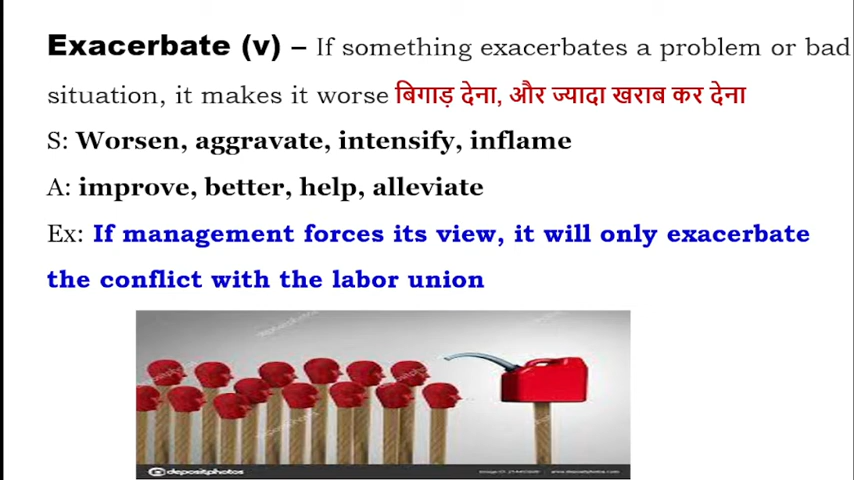 Exacerbate (v) – If something exacerbates a problem or bad
situation, it makes it worse बिगाड़ देना, और ज्यादा खराब कर देना
S: Worsen, aggravate, intensify, inflame
A: improve, better, help, alleviate
Ex: If management forces its view, it will only exacerbate
the conflict with the labor union
depositphotos